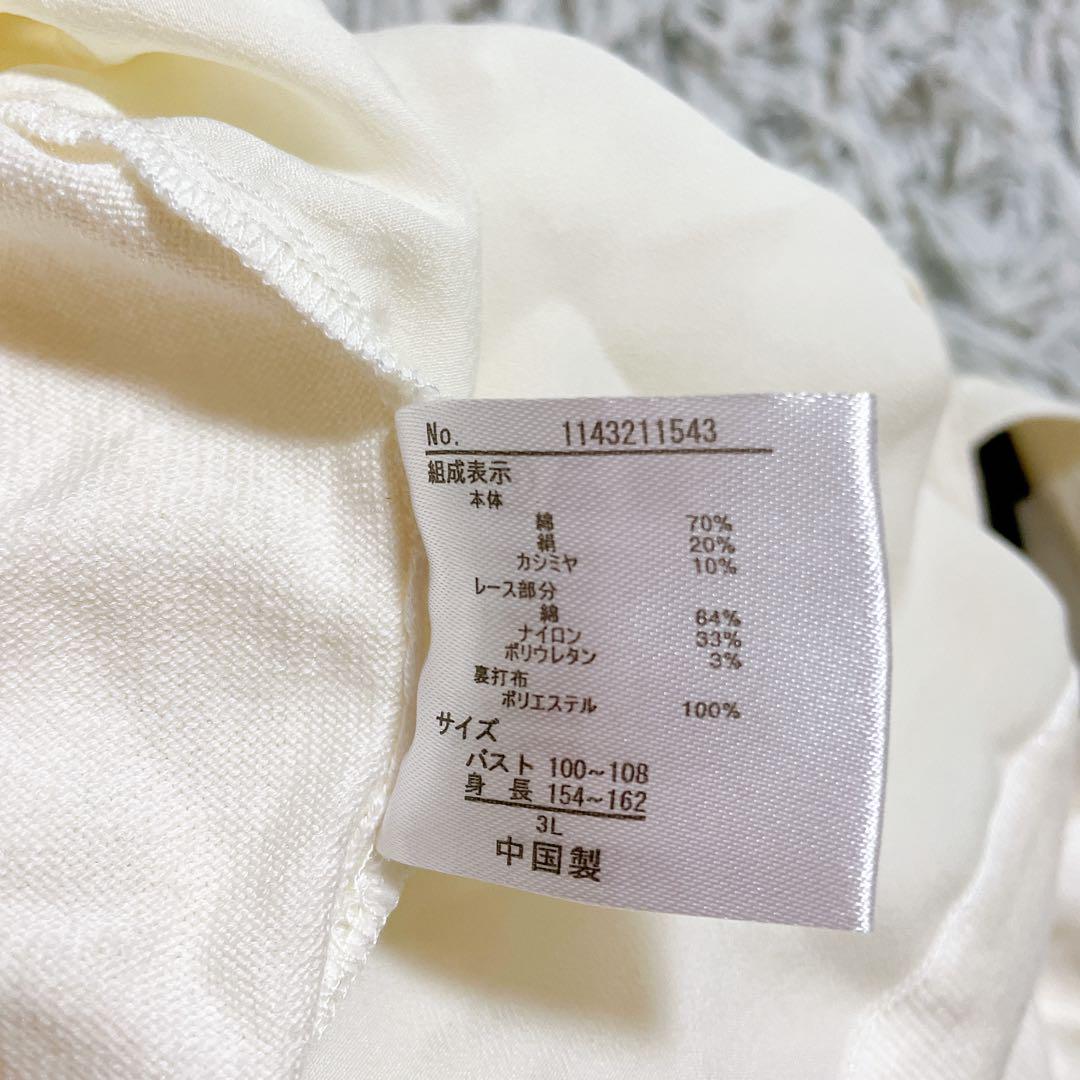 No. 1143211543
組成表示
本体
綿 70%
絹 20%
カシミヤ 10%
レース部分
綿 64%
ナイロン 33%
ポリウレタン 3%
裏打布
ポリエステル 100%
サイズ
バスト 100~108
身長 154~162
3L
中国製